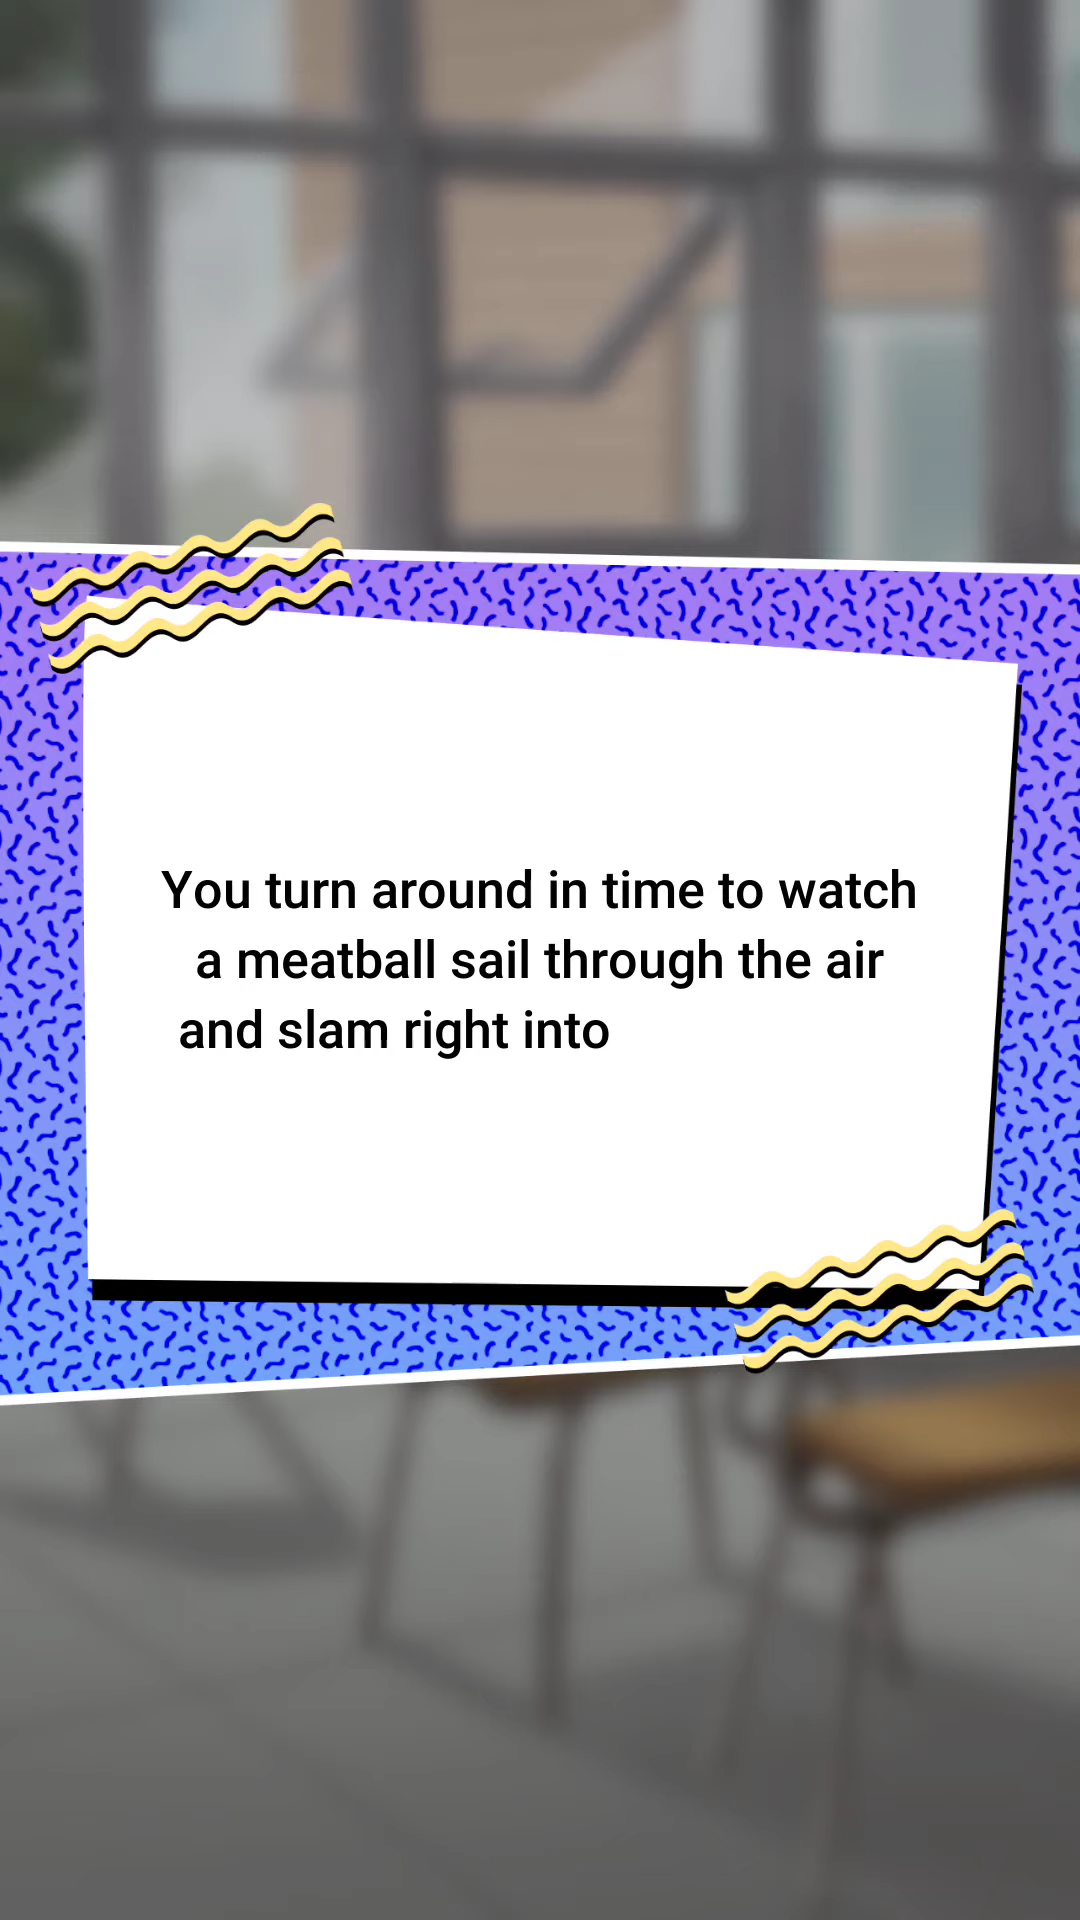 You turn around in time to watch
a meatball sail through the air
and slam right into